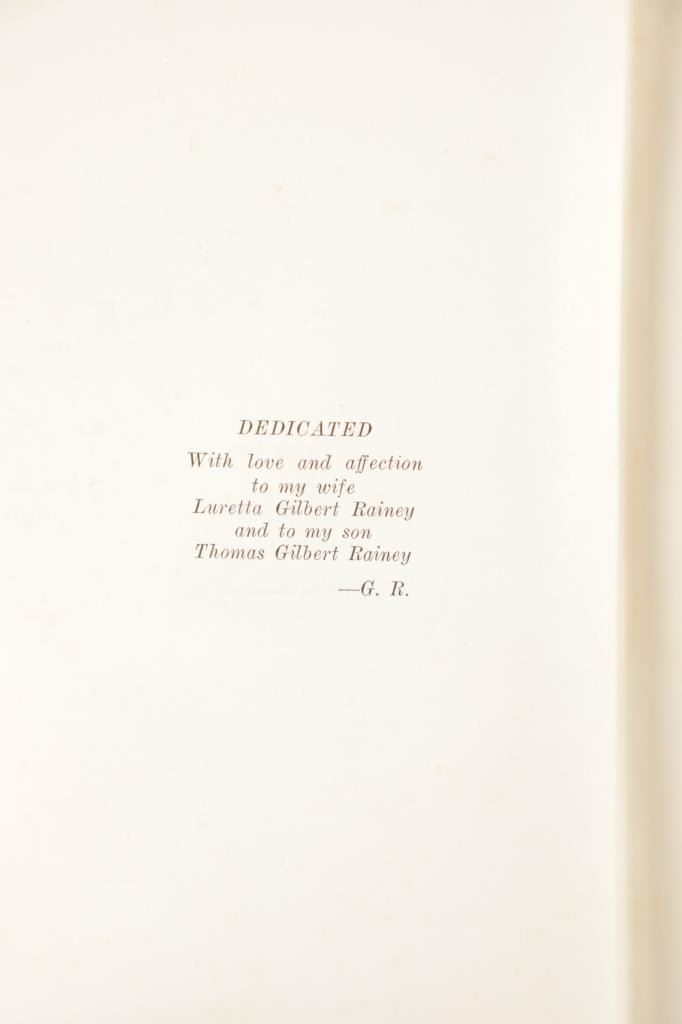 DEDICATED
With love and affection
to my wife
Luretta Gilbert Rainey
and to my son
Thomas Gilbert Rainey
—G. R.